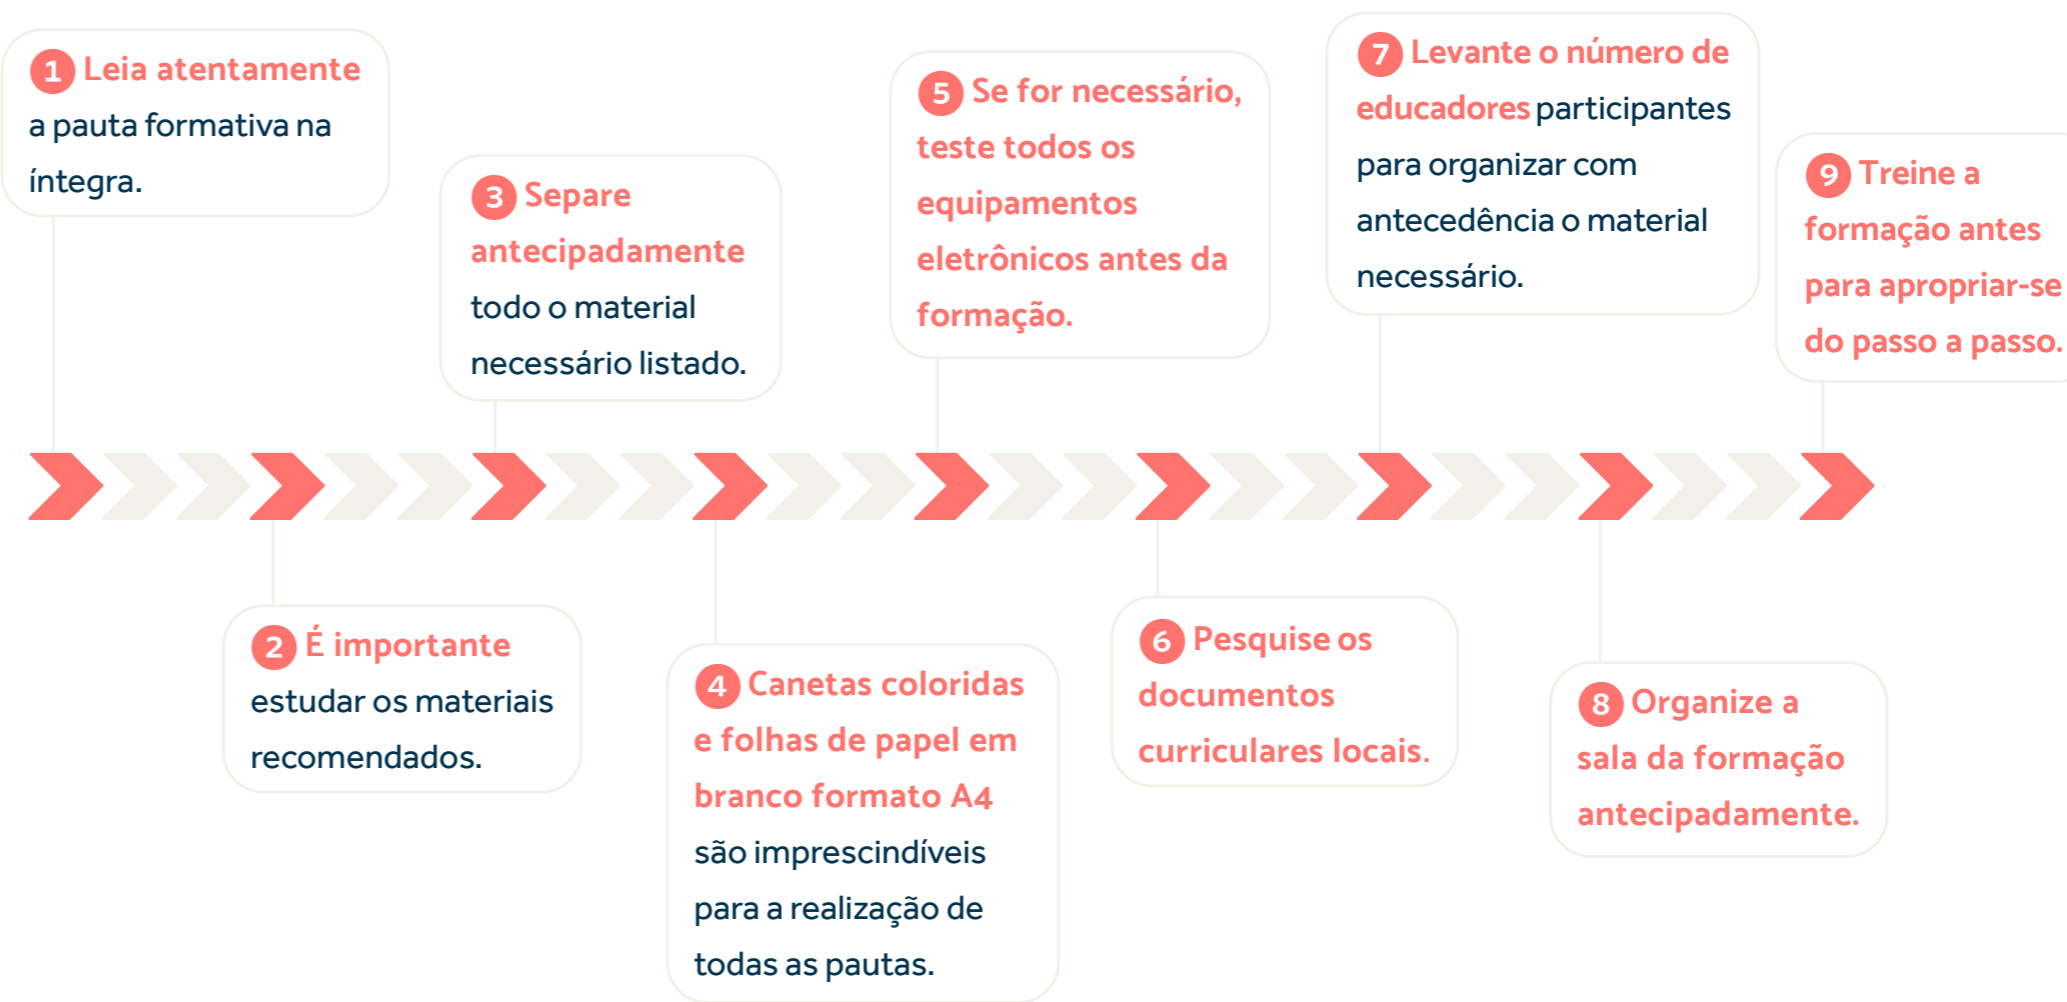 1 Leia atentamente
a pauta formativa na
íntegra.
2 É importante
estudar os materiais
recomendados.
3 Separe
antecipadamente
todo o material
necessário listado.
4 Canetas coloridas
e folhas de papel em
branco formato A4
são imprescindíveis
para a realização de
todas as pautas.
5 Se for necessário,
teste todos os
equipamentos
eletrônicos antes da
formação.
6 Pesquise os
documentos
curriculares locais.
7 Levante o número de
educadores participantes
para organizar com
antecedência o material
necessário.
8 Organize a
sala da formação
antecipadamente.
9 Treine a
formação antes
para apropriar-se
do passo a passo.